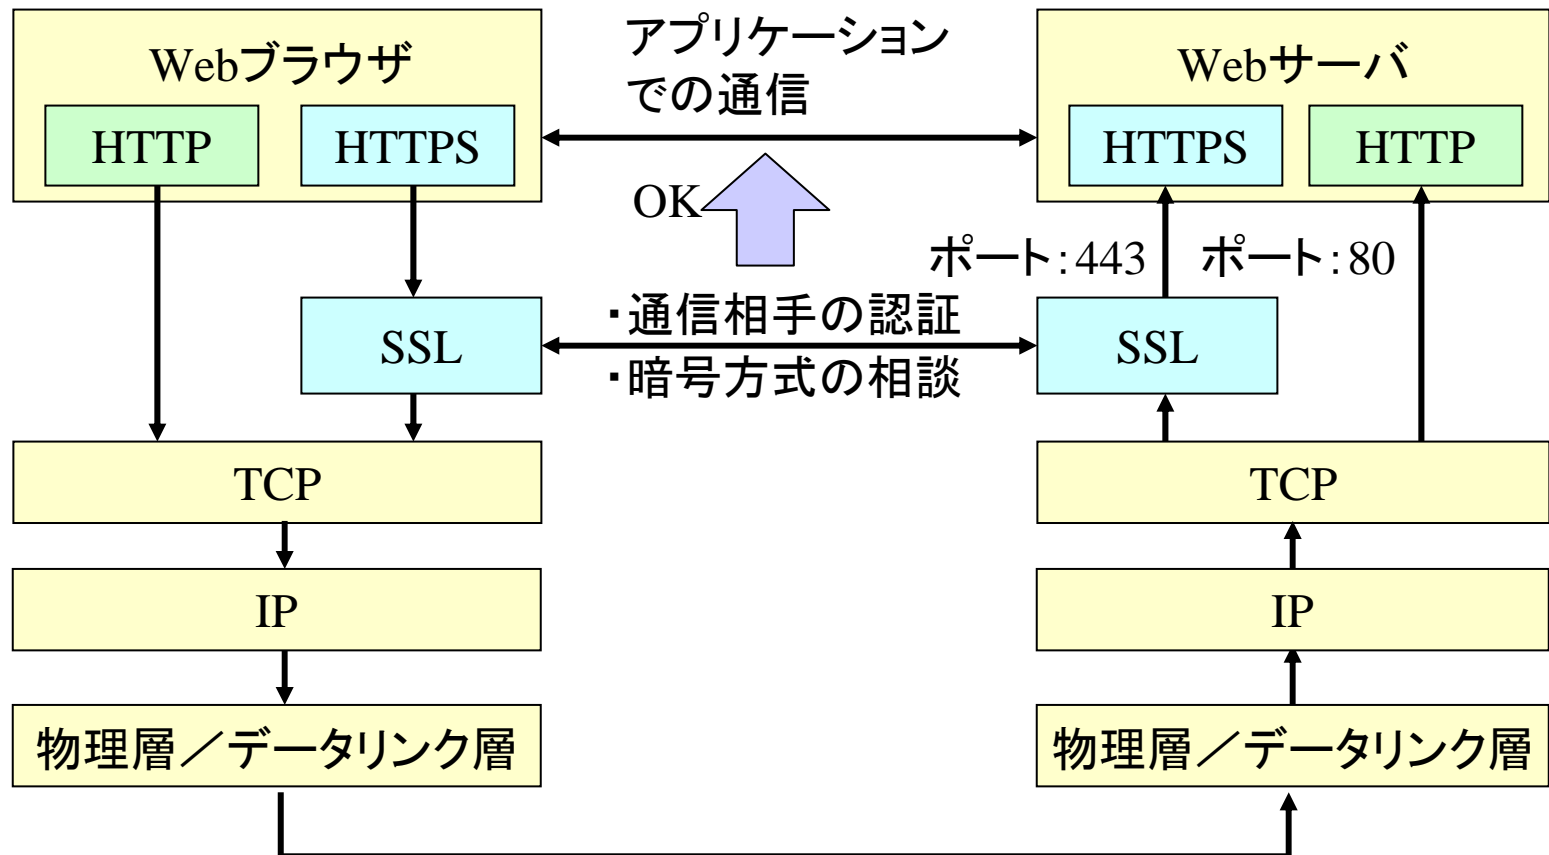 Webブラウザ
アプリケーション
での通信
Webサーバ
HTTP
HTTPS
HTTPS
HTTP
OK
ポート:443
ポート:80
・通信相手の認証
SSL
SSL
・暗号方式の相談
TCP
TCP
IP
IP
物理層／データリンク層
物理層／データリンク層